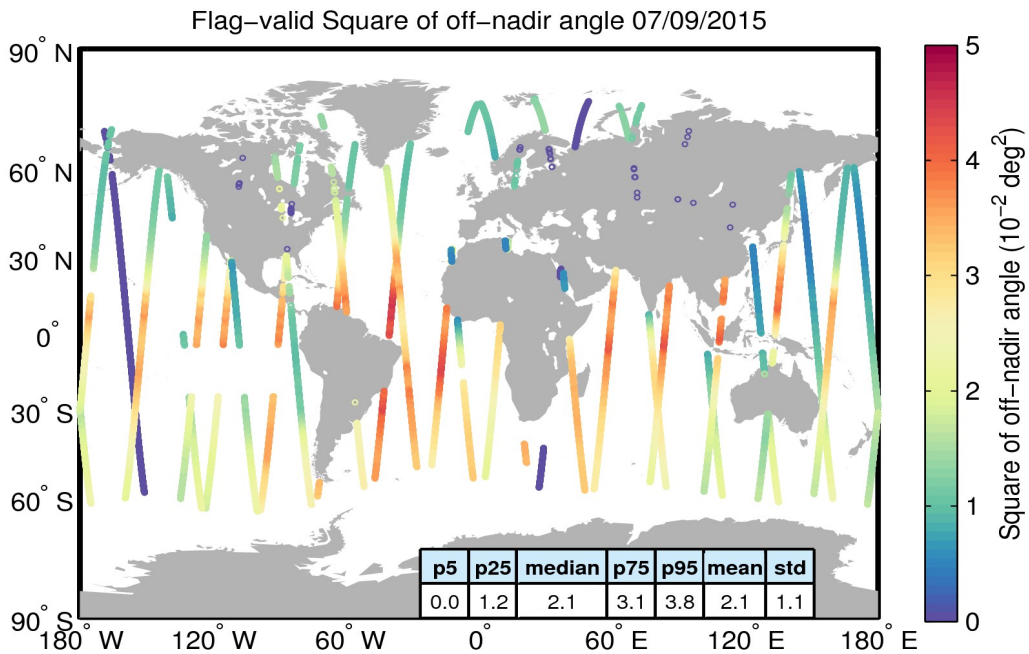 Flag−valid Square of off−nadir angle 07/09/2015
90° N
60° N
30° N
0°
30° S
60° S
90° S
180° W
120° W
60° W
0°
60° E
120° E
180° E
p5 p25 median p75 p95 mean std
0.0 1.2 2.1 3.1 3.8 2.1 1.1
5
4
3
2
1
0
Square of off−nadir angle (10⁻² deg²)